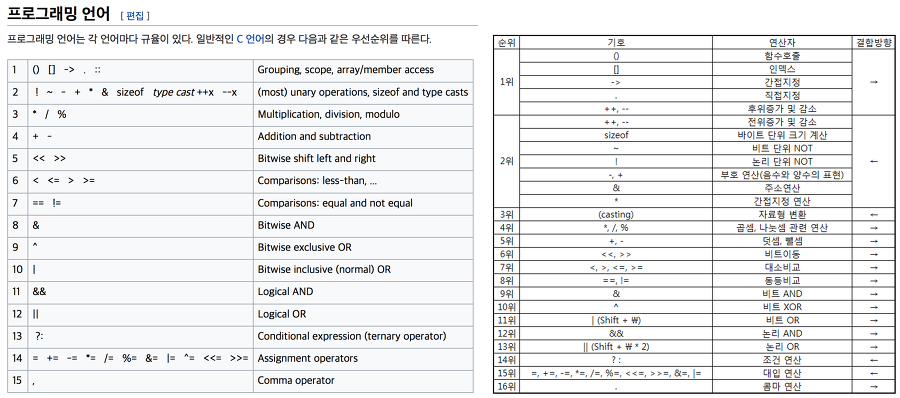 프로그래밍 언어 [편집]
프로그래밍 언어는 각 언어마다 규율이 있다. 일반적인 C 언어의 경우 다음과 같은 우선순위를 따른다.
1 () [] -> . :: Grouping, scope, array/member access
2 ! ~ - + * & sizeof type cast ++x --x (most) unary operations, sizeof and type casts
3 * / % Multiplication, division, modulo
4 + - Addition and subtraction
5 << >> Bitwise shift left and right
6 < <= > >= Comparisons: less-than, ...
7 == != Comparisons: equal and not equal
8 & Bitwise AND
9 ^ Bitwise exclusive OR
10 | Bitwise inclusive (normal) OR
11 && Logical AND
12 || Logical OR
13 ?: Conditional expression (ternary operator)
14 = += -= *= /= %= &= |= ^= <<= >>= Assignment operators
15 , Comma operator
순위 기호 연산자 결합방향
1위 () 함수호출 →
[] 인덱스
-> 간접지정
. 직접지정
++, -- 후위증가 및 감소
2위 ++, -- 전위증가 및 감소 ←
sizeof 바이트 단위 크기 계산
~ 비트 단위 NOT
! 논리 단위 NOT
-, + 부호 연산(음수와 양수의 표현)
& 주소연산
* 간접지정 연산
3위 (casting) 자료형 변환 ←
4위 *, /, % 곱셈, 나눗셈 관련 연산 →
5위 +, - 덧셈, 뺄셈 →
6위 <<, >> 비트이동 →
7위 <, >, <=, >= 대소비교 →
8위 ==, != 동등비교 →
9위 & 비트 AND →
10위 ^ 비트 XOR →
11위 | (Shift + ₩) 비트 OR →
12위 && 논리 AND →
13위 || (Shift + ₩ * 2) 논리 OR →
14위 ? : 조건 연산 ←
15위 =, +=, -=, *=, /=, %=, <<=, >>=, &=, |= 대입 연산 ←
16위 , 콤마 연산 →